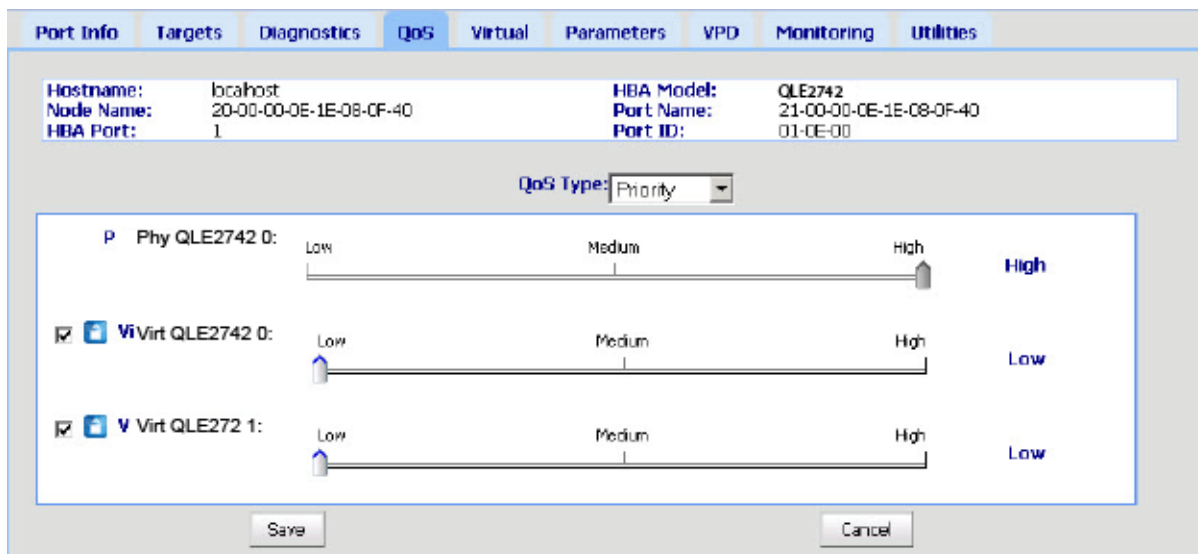 Port Info Targets Diagnostics QoS Virtual Parameters VPD Monitoring Utilities
Hostname: localhost HBA Model: QLE2742
Node Name: 20-00-00-0E-1E-08-0F-40 Port Name: 21-00-00-0E-1E-08-0F-40
HBA Port: 1 Port ID: 01-0E-00
QoS Type: Priority
P Phy QLE2742 0: Low Medium High High
Vi Virt QLE2742 0: Low Medium High Low
V Virt QLE272 1: Low Medium High Low
Save Cancel